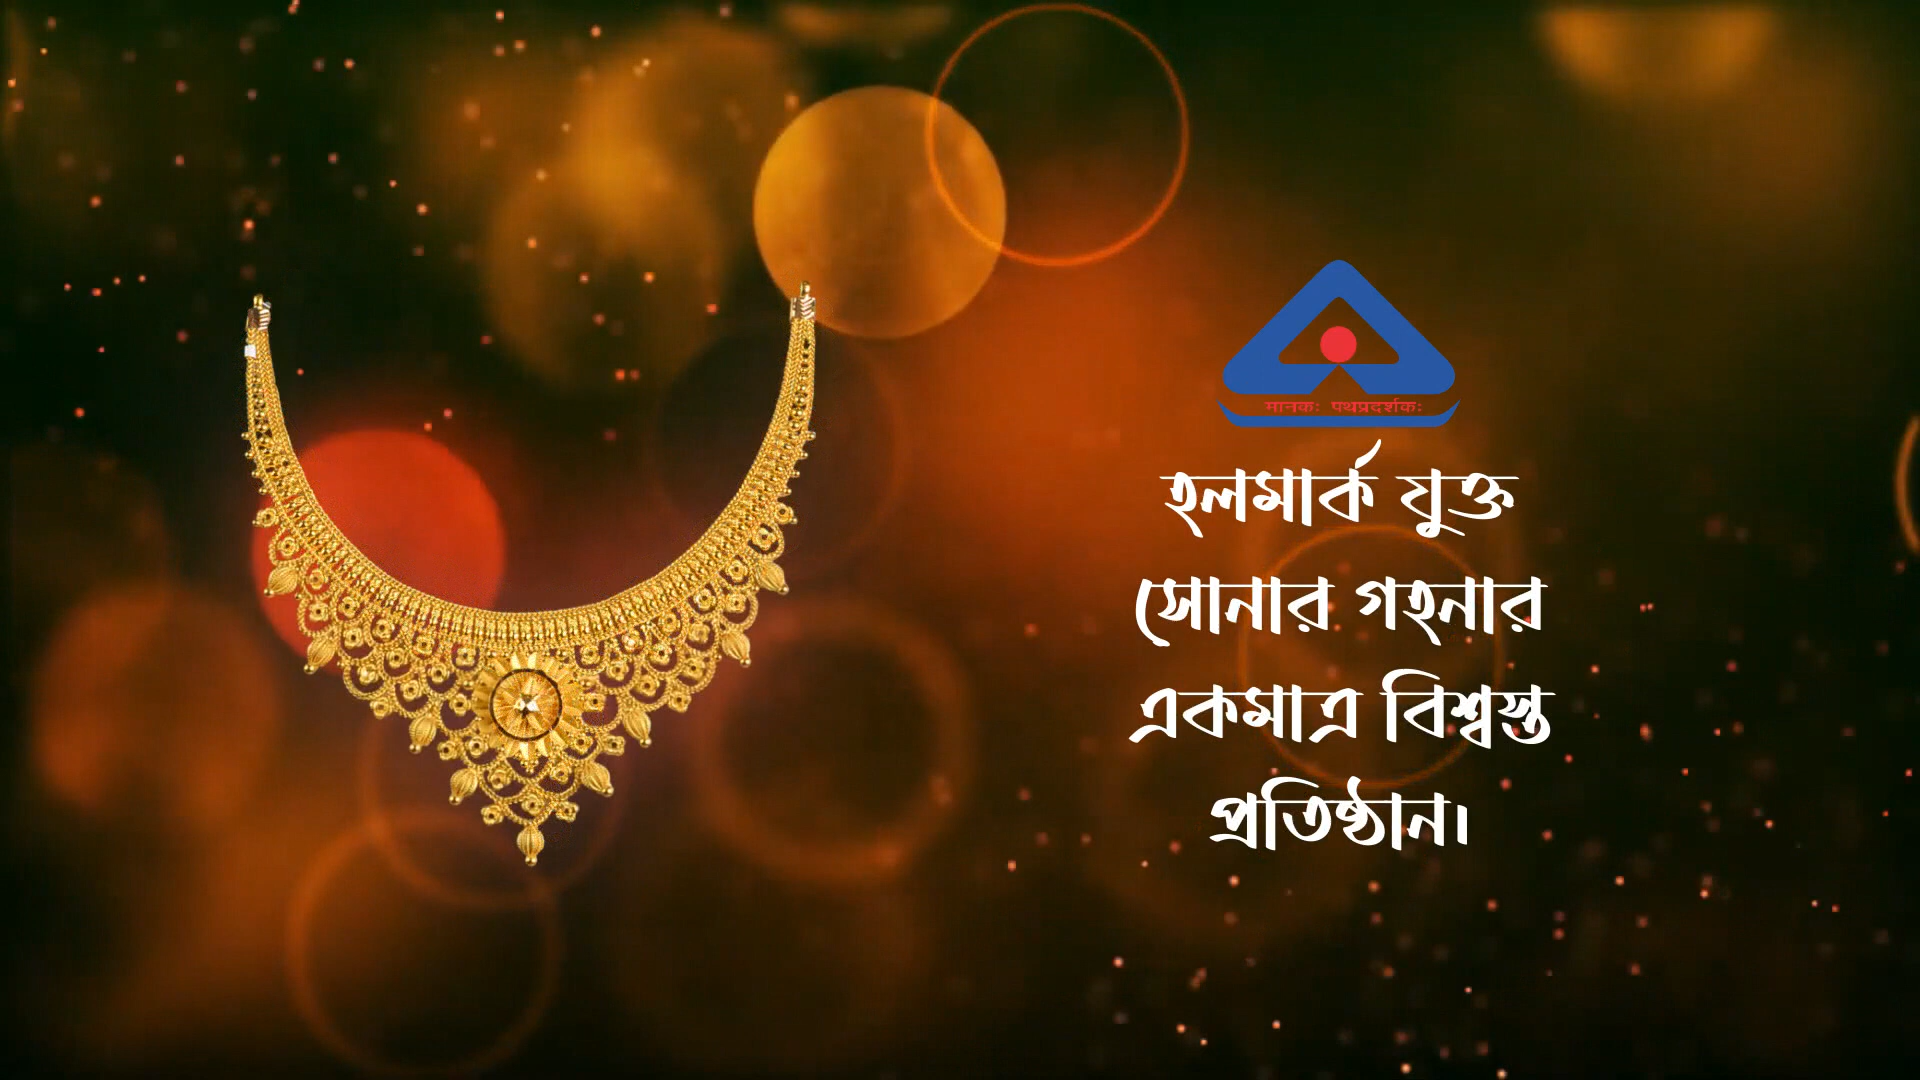 मानकः पथप्रदर्शकः
হলমার্ক যুক্ত
সোনার গহনার
একমাত্র বিশ্বস্ত
প্রতিষ্ঠান।